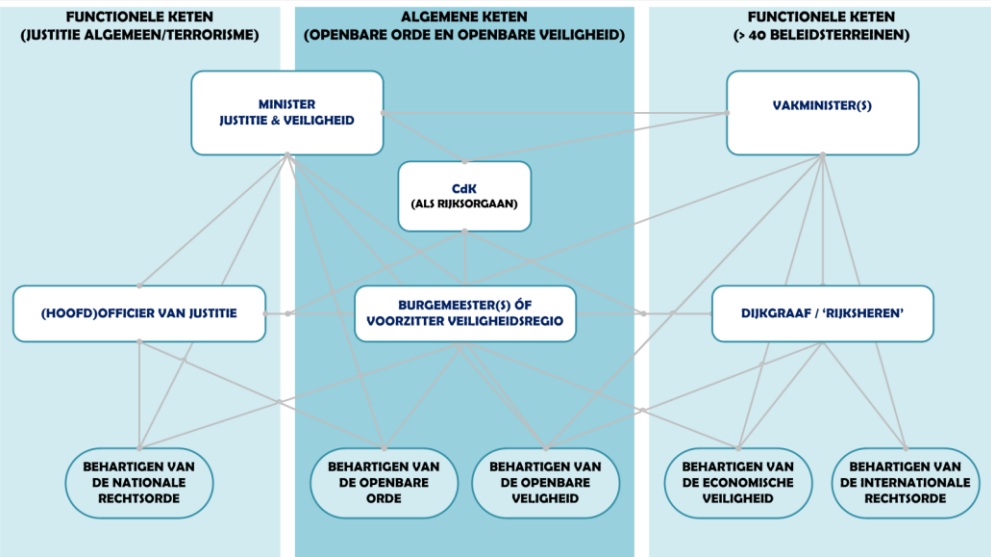 FUNCTIONELE KETEN
(JUSTITIE ALGEMEEN/TERRORISME)
ALGEMENE KETEN
(OPENBARE ORDE EN OPENBARE VEILIGHEID)
FUNCTIONELE KETEN
(> 40 BELEIDSTERREINEN)
MINISTER
JUSTITIE & VEILIGHEID
VAKMINISTER(S)
CdK
(ALS RIJKSORGAAN)
(HOOFD)OFFICIER VAN JUSTITIE
BURGEMEESTER(S) ÓF
VOORZITTER VEILIGHEIDSREGIO
DIJKGRAAF / ‘RIJKSHEREN’
BEHARTIGEN VAN
DE NATIONALE
RECHTSORDE
BEHARTIGEN VAN
DE OPENBARE
ORDE
BEHARTIGEN VAN
DE OPENBARE
VELIGHEID
BEHARTIGEN VAN
DE ECONOMISCHE
VEILIGHEID
BEHARTIGEN VAN
DE INTERNATIONALE
RECHTSORDE